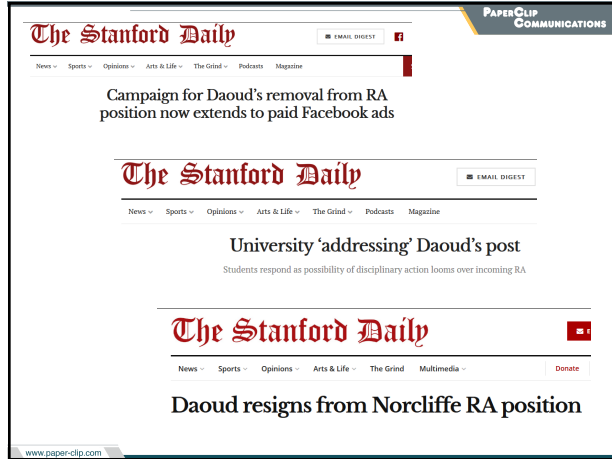 PAPERCLIP
COMMUNICATIONS
The Stanford Daily
EMAIL DIGEST
News Sports Opinions Arts & Life The Grind Podcasts Magazine
Campaign for Daoud's removal from RA
position now extends to paid Facebook ads
The Stanford Daily
EMAIL DIGEST
News Sports Opinions Arts & Life The Grind Podcasts Magazine
University 'addressing' Daoud's post
Students respond as possibility of disciplinary action looms over incoming RA
The Stanford Daily
News Sports Opinions Arts & Life The Grind Multimedia Donate
Daoud resigns from Norcliffe RA position
www.paper-clip.com